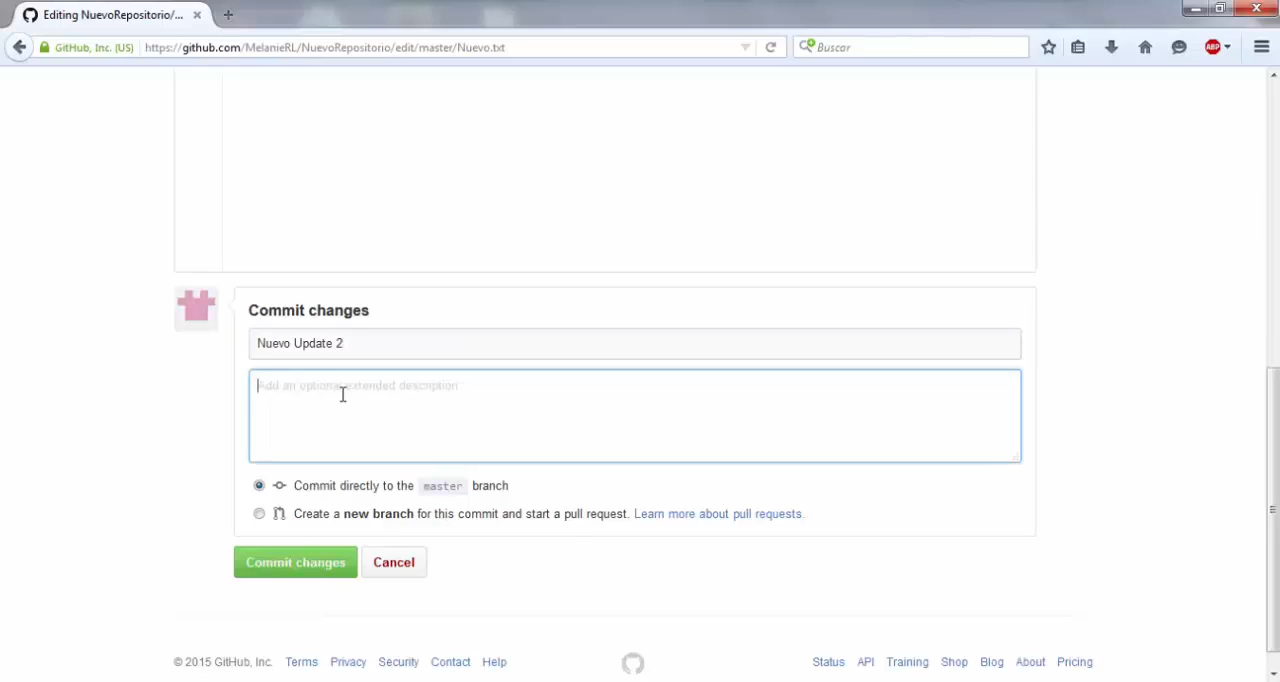 Editing NuevoRepositorio/...
GitHub, Inc. (US)
https://github.com/MelanieRL/NuevoRepositorio/edit/master/Nuevo.txt
Buscar
ABP
Commit changes
Nuevo Update 2
Add an optional extended description
Commit directly to the master branch
Create a new branch for this commit and start a pull request. Learn more about pull requests.
Commit changes
Cancel
© 2015 GitHub, Inc. Terms Privacy Security Contact Help
Status API Training Shop Blog About Pricing